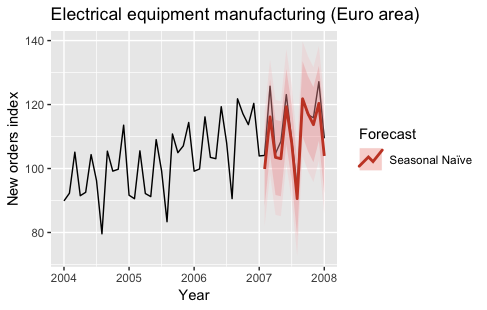 Electrical equipment manufacturing (Euro area)
140
120
100
80
New orders index
2004 2005 2006 2007 2008
Year
Forecast
Seasonal Naïve